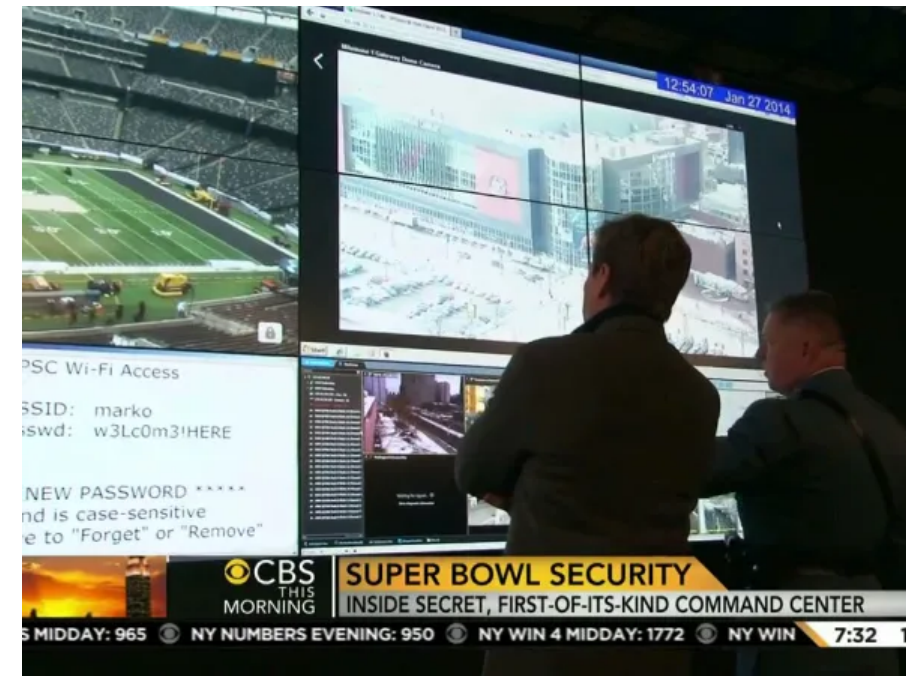 12:54:07 Jan 27 2014
PSC Wi-Fi Access
SSID: marko
sswd: w3Lc0m3!HERE
NEW PASSWORD *****
nd is case-sensitive
e to "Forget" or "Remove"
CBS
THIS
MORNING
SUPER BOWL SECURITY
INSIDE SECRET, FIRST-OF-ITS-KIND COMMAND CENTER
S MIDDAY: 965 NY NUMBERS EVENING: 950 NY WIN 4 MIDDAY: 1772 NY WIN
7:32 1